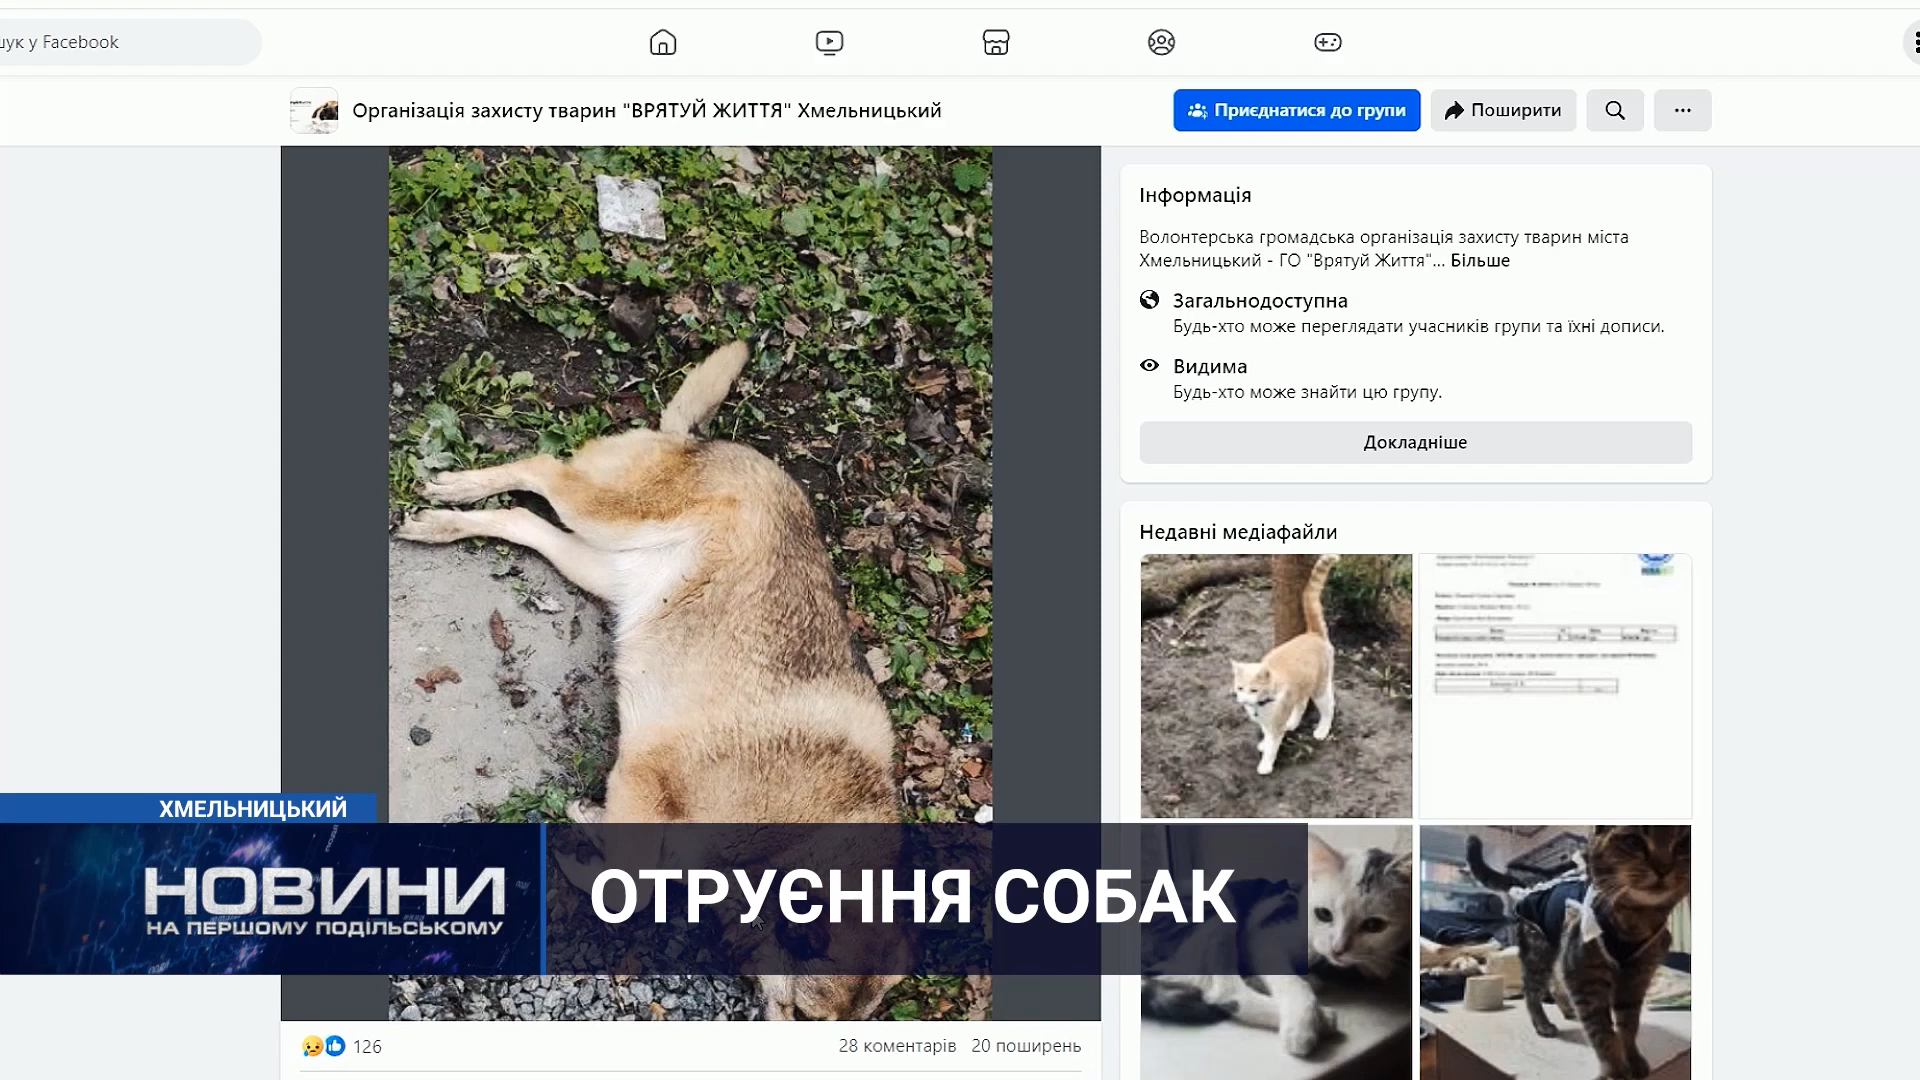 шук у Facebook
Організація захисту тварин "ВРЯТУЙ ЖИТТЯ" Хмельницький
Приєднатися до групи
Поширити
Інформація
Волонтерська громадська організація захисту тварин міста
Хмельницький - ГО "Врятуй Життя"... Більше
Загальнодоступна
Будь-хто може переглядати учасників групи та їхні дописи.
Видима
Будь-хто може знайти цю групу.
Докладніше
Недавні медіафайли
ХМЕЛЬНИЦЬКИЙ
НОВИНИ
НА ПЕРШОМУ ПОДІЛЬСЬКОМУ
ОТРУЄННЯ СОБАК
126
28 коментарів
20 поширень